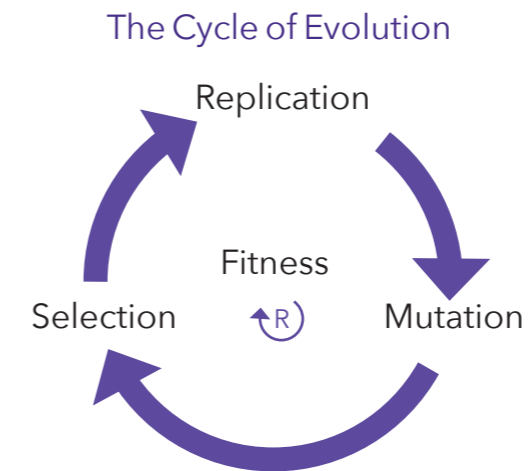 The Cycle of Evolution
Replication
Fitness
Selection
R
Mutation